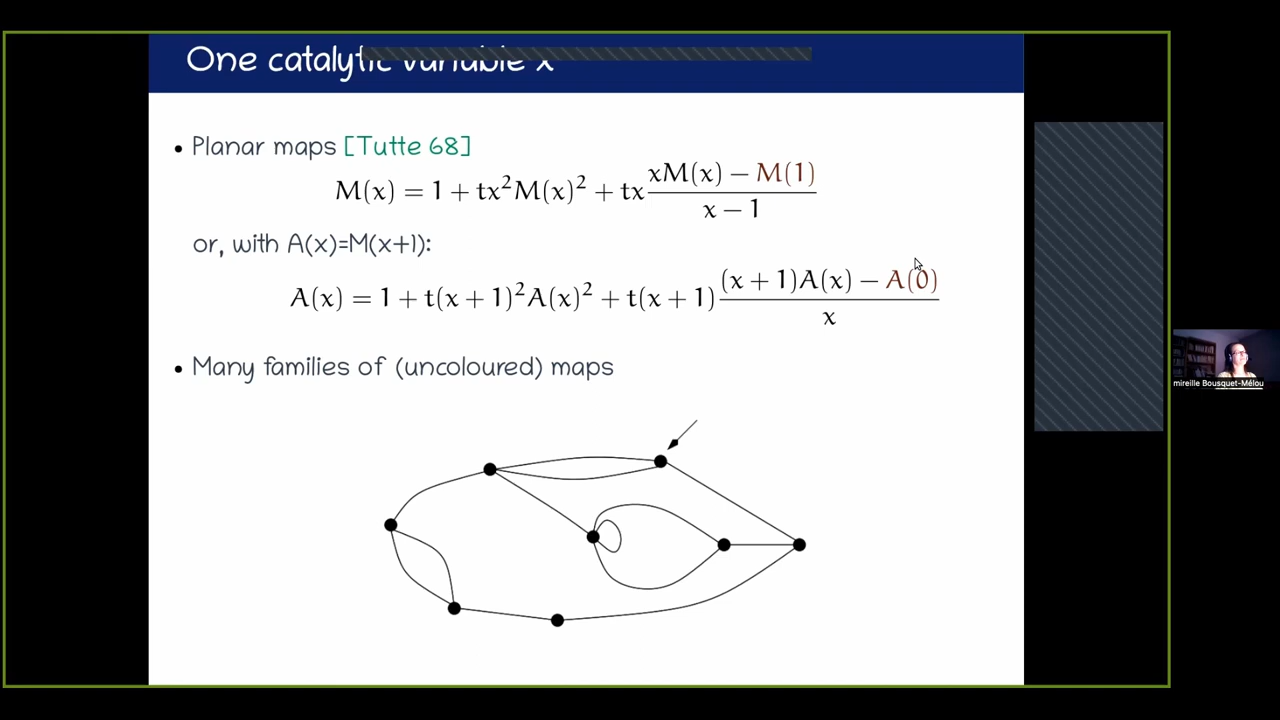 One catalytic variable x
• Planar maps [Tutte 68]
M(x) = 1 + tx²M(x)² + tx (xM(x) − M(1)) / (x − 1)
or, with A(x)=M(x+1):
A(x) = 1 + t(x + 1)²A(x)² + t(x + 1) ((x + 1)A(x) − A(0)) / x
• Many families of (uncoloured) maps
mireille Bousquet-Mélou